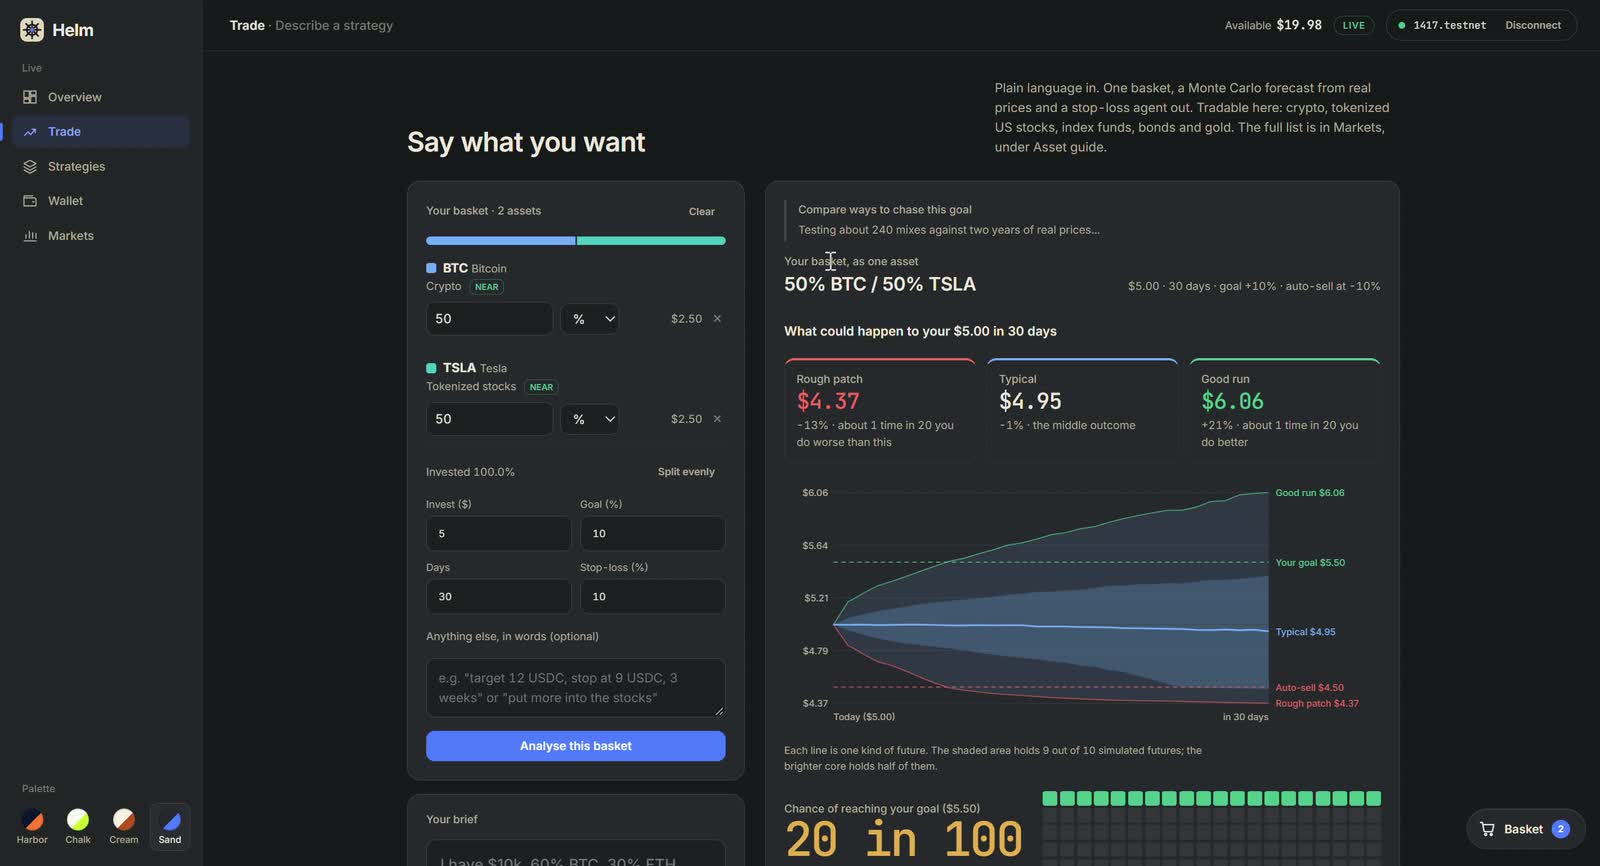 Helm
Live
Overview
Trade
Strategies
Wallet
Markets
Palette
Harbor
Chalk
Cream
Sand
Trade · Describe a strategy
Available $19.98
LIVE
1417.testnet
Disconnect
Say what you want
Plain language in. One basket, a Monte Carlo forecast from real
prices and a stop-loss agent out. Tradable here: crypto, tokenized
US stocks, index funds, bonds and gold. The full list is in Markets,
under Asset guide.
Your basket · 2 assets
Clear
BTC Bitcoin
Crypto NEAR
50
%
$2.50 ×
TSLA Tesla
Tokenized stocks NEAR
50
%
$2.50 ×
Invested 100.0%
Split evenly
Invest ($)
Goal (%)
5
10
Days
Stop-loss (%)
30
10
Anything else, in words (optional)
e.g. "target 12 USDC, stop at 9 USDC, 3
weeks" or "put more into the stocks"
Analyse this basket
Your brief
I have $10k, 60% BTC, 30% ETH,
Compare ways to chase this goal
Testing about 240 mixes against two years of real prices...
Your basket, as one asset
50% BTC / 50% TSLA
$5.00 · 30 days · goal +10% · auto-sell at -10%
What could happen to your $5.00 in 30 days
Rough patch
$4.37
-13% · about 1 time in 20 you
do worse than this
Typical
$4.95
-1% · the middle outcome
Good run
$6.06
+21% · about 1 time in 20 you
do better
$6.06
$5.64
$5.21
$4.79
$4.37
Good run $6.06
Your goal $5.50
Typical $4.95
Auto-sell $4.50
Rough patch $4.37
Today ($5.00)
in 30 days
Each line is one kind of future. The shaded area holds 9 out of 10 simulated futures; the
brighter core holds half of them.
Chance of reaching your goal ($5.50)
20 in 100
Basket 2